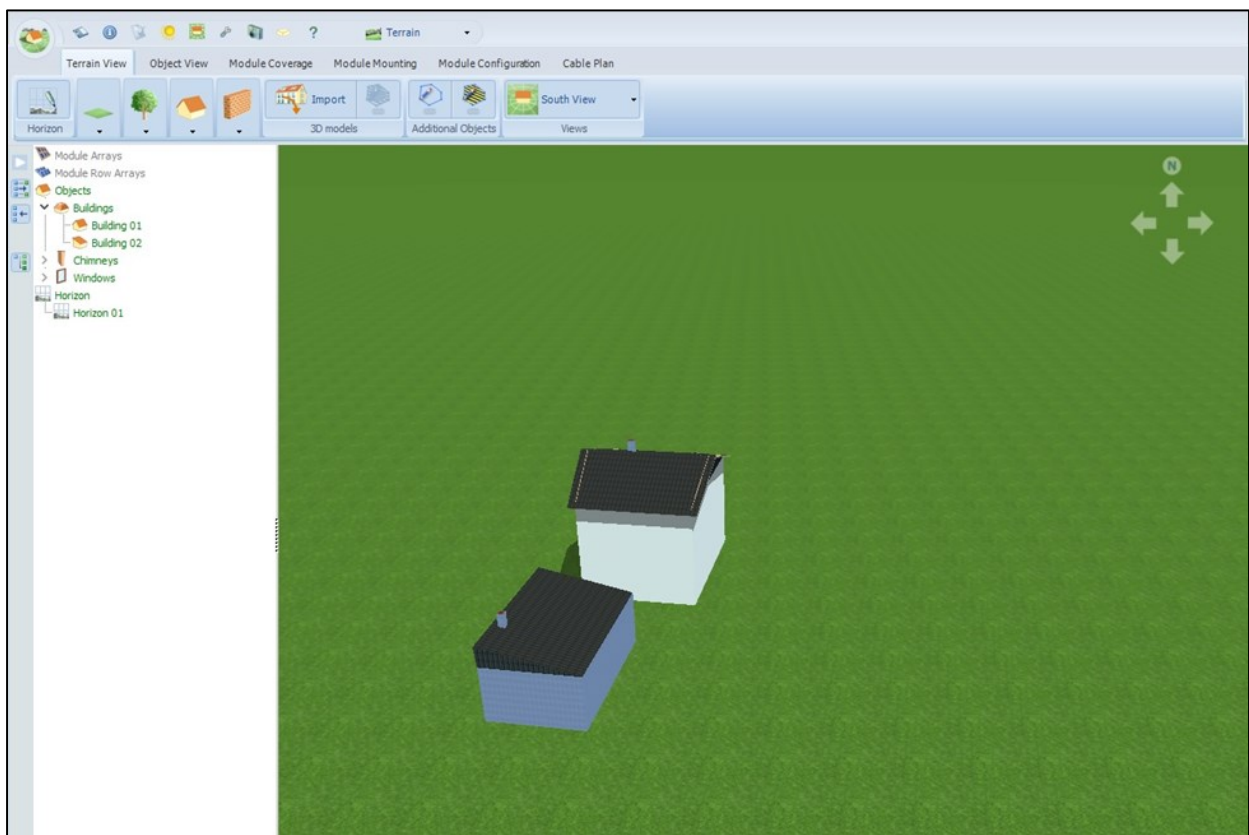 ? Terrain
Terrain View Object View Module Coverage Module Mounting Module Configuration Cable Plan
Import South View
Horizon 3D models Additional Objects Views
Module Arrays
Module Row Arrays
Objects
Buildings
Building 01
Building 02
Chimneys
Windows
Horizon
Horizon 01
N